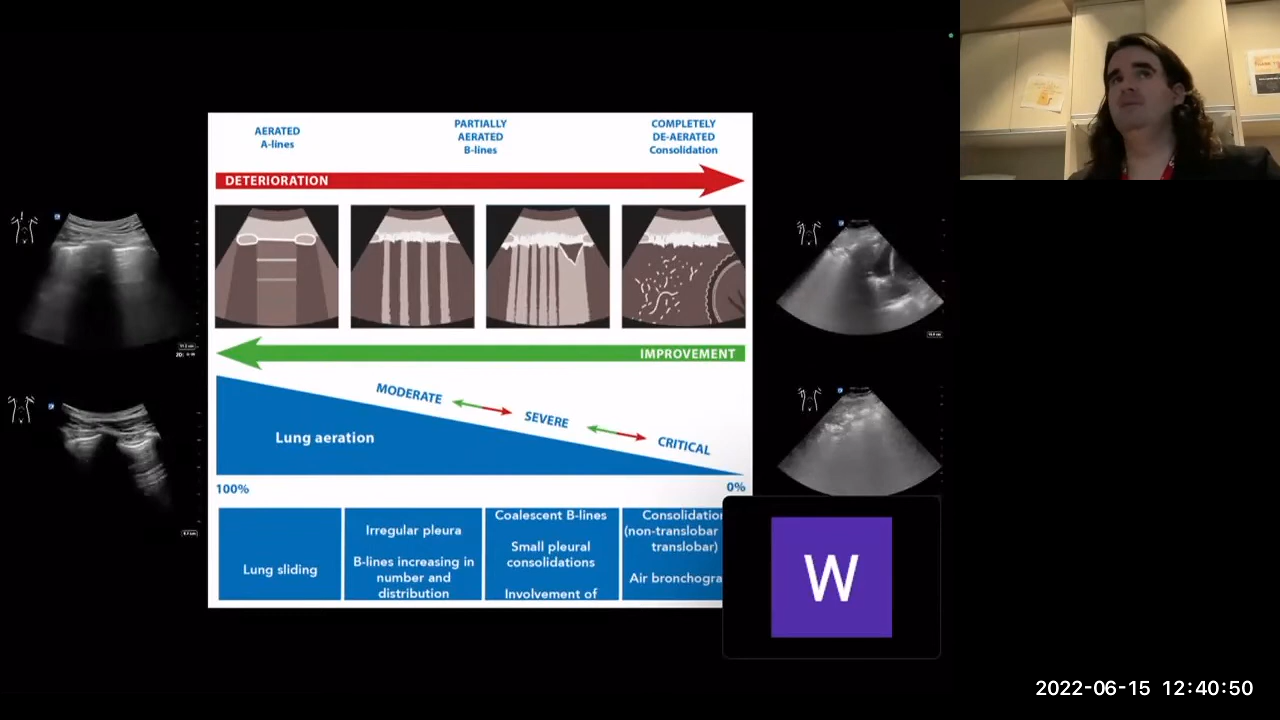 AERATED
A-lines
PARTIALLY
AERATED
B-lines
COMPLETELY
DE-AERATED
Consolidation
DETERIORATION
IMPROVEMENT
MODERATE
SEVERE
CRITICAL
Lung aeration
100%
0%
Lung sliding
Irregular pleura
B-lines increasing in
number and
distribution
Coalescent B-lines
Small pleural
consolidations
Involvement of
Consolidation
(non-translobar
translobar)
Air bronchogra
W
2022-06-15 12:40:50